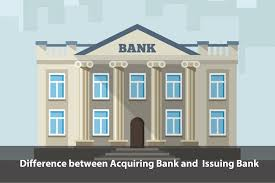 BANK
Difference between Acquiring Bank and Issuing Bank